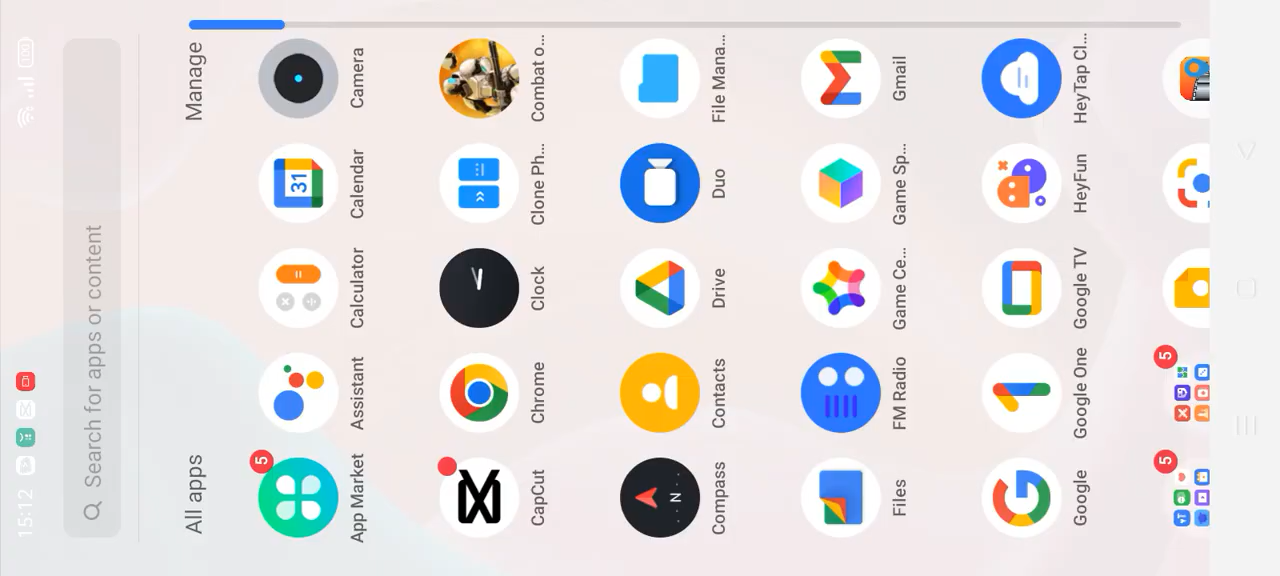 15:12
100
Search for apps or content
All apps
Manage
5
App Market
Assistant
Calculator
31
Calendar
Camera
CapCut
Chrome
Clock
Clone Ph...
Combat o...
N
Compass
Contacts
Drive
Duo
File Mana...
Files
FM Radio
Game Ce...
Game Sp...
Gmail
Google
Google One
Google TV
HeyFun
HeyTap Cl...
5
5